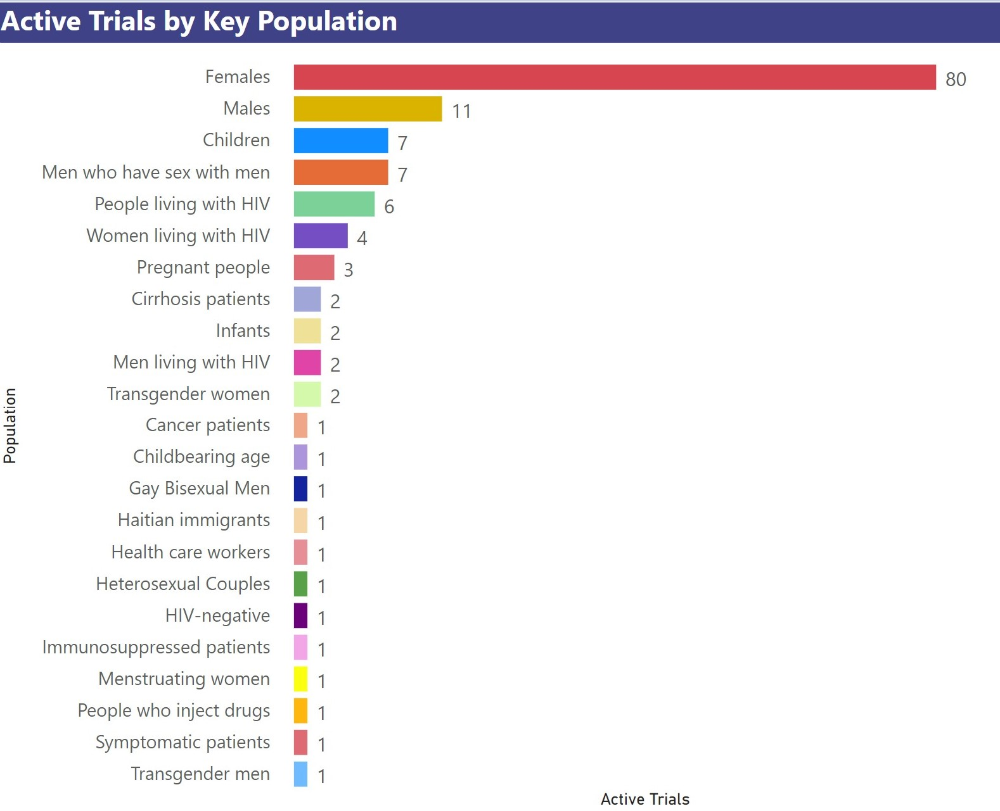 Active Trials by Key Population
Females 80
Males 11
Children 7
Men who have sex with men 7
People living with HIV 6
Women living with HIV 4
Pregnant people 3
Cirrhosis patients 2
Infants 2
Men living with HIV 2
Transgender women 2
Cancer patients 1
Childbearing age 1
Gay Bisexual Men 1
Haitian immigrants 1
Health care workers 1
Heterosexual Couples 1
HIV-negative 1
Immunosuppressed patients 1
Menstruating women 1
People who inject drugs 1
Symptomatic patients 1
Transgender men 1
Population
Active Trials